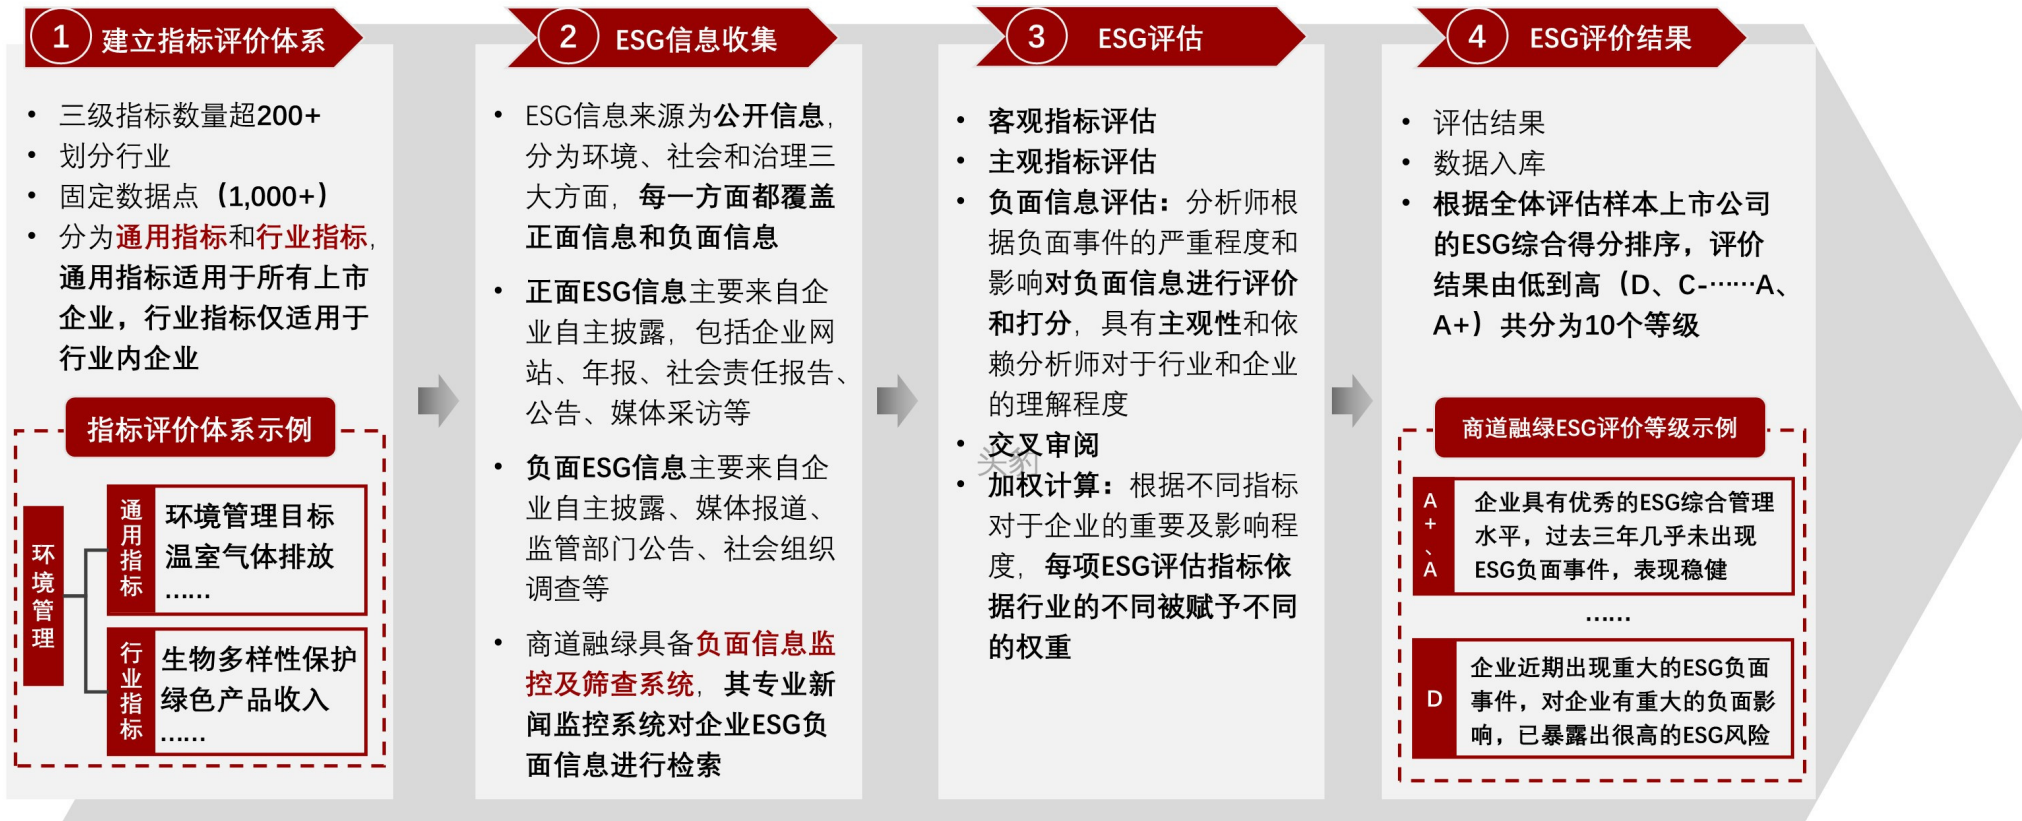 1 建立指标评价体系
• 三级指标数量超200+
• 划分行业
• 固定数据点（1,000+）
• 分为通用指标和行业指标，
通用指标适用于所有上市
企业，行业指标仅适用于
行业内企业
指标评价体系示例
环境管理
通用指标
环境管理目标
温室气体排放
……
行业指标
生物多样性保护
绿色产品收入
……
2 ESG信息收集
• ESG信息来源为公开信息，
分为环境、社会和治理三
大方面，每一方面都覆盖
正面信息和负面信息
• 正面ESG信息主要来自企
业自主披露，包括企业网
站、年报、社会责任报告、
公告、媒体采访等
• 负面ESG信息主要来自企
业自主披露、媒体报道、
监管部门公告、社会组织
调查等
• 商道融绿具备负面信息监
控及筛查系统，其专业新
闻监控系统对企业ESG负
面信息进行检索
3 ESG评估
• 客观指标评估
• 主观指标评估
• 负面信息评估：分析师根
据负面事件的严重程度和
影响对负面信息进行评价
和打分，具有主观性和依
赖分析师对于行业和企业
的理解程度
• 交叉审阅
头豹
• 加权计算：根据不同指标
对于企业的重要及影响程
度，每项ESG评估指标依
据行业的不同被赋予不同
的权重
4 ESG评价结果
• 评估结果
• 数据入库
• 根据全体评估样本上市公司
的ESG综合得分排序，评价
结果由低到高（D、C-……A、
A+）共分为10个等级
商道融绿ESG评价等级示例
A+、A
企业具有优秀的ESG综合管理
水平，过去三年几乎未出现
ESG负面事件，表现稳健
……
D
企业近期出现重大的ESG负面
事件，对企业有重大的负面影
响，已暴露出很高的ESG风险